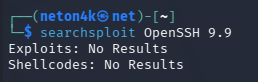 ┌──(neton4k㉿net)-[~]
└─$ searchsploit OpenSSH 9.9
Exploits: No Results
Shellcodes: No Results